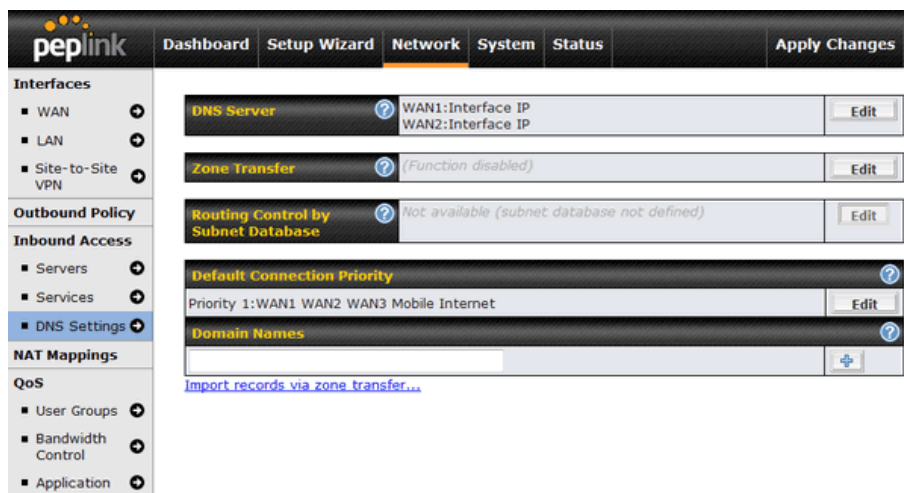 peplink
Dashboard Setup Wizard Network System Status Apply Changes
Interfaces
WAN
LAN
Site-to-Site
VPN
Outbound Policy
Inbound Access
Servers
Services
DNS Settings
NAT Mappings
QoS
User Groups
Bandwidth
Control
Application
DNS Server ? WAN1:Interface IP
WAN2:Interface IP
Edit
Zone Transfer ? (Function disabled) Edit
Routing Control by
Subnet Database
? Not available (subnet database not defined) Edit
Default Connection Priority ?
Priority 1:WAN1 WAN2 WAN3 Mobile Internet Edit
Domain Names ?
Import records via zone transfer...